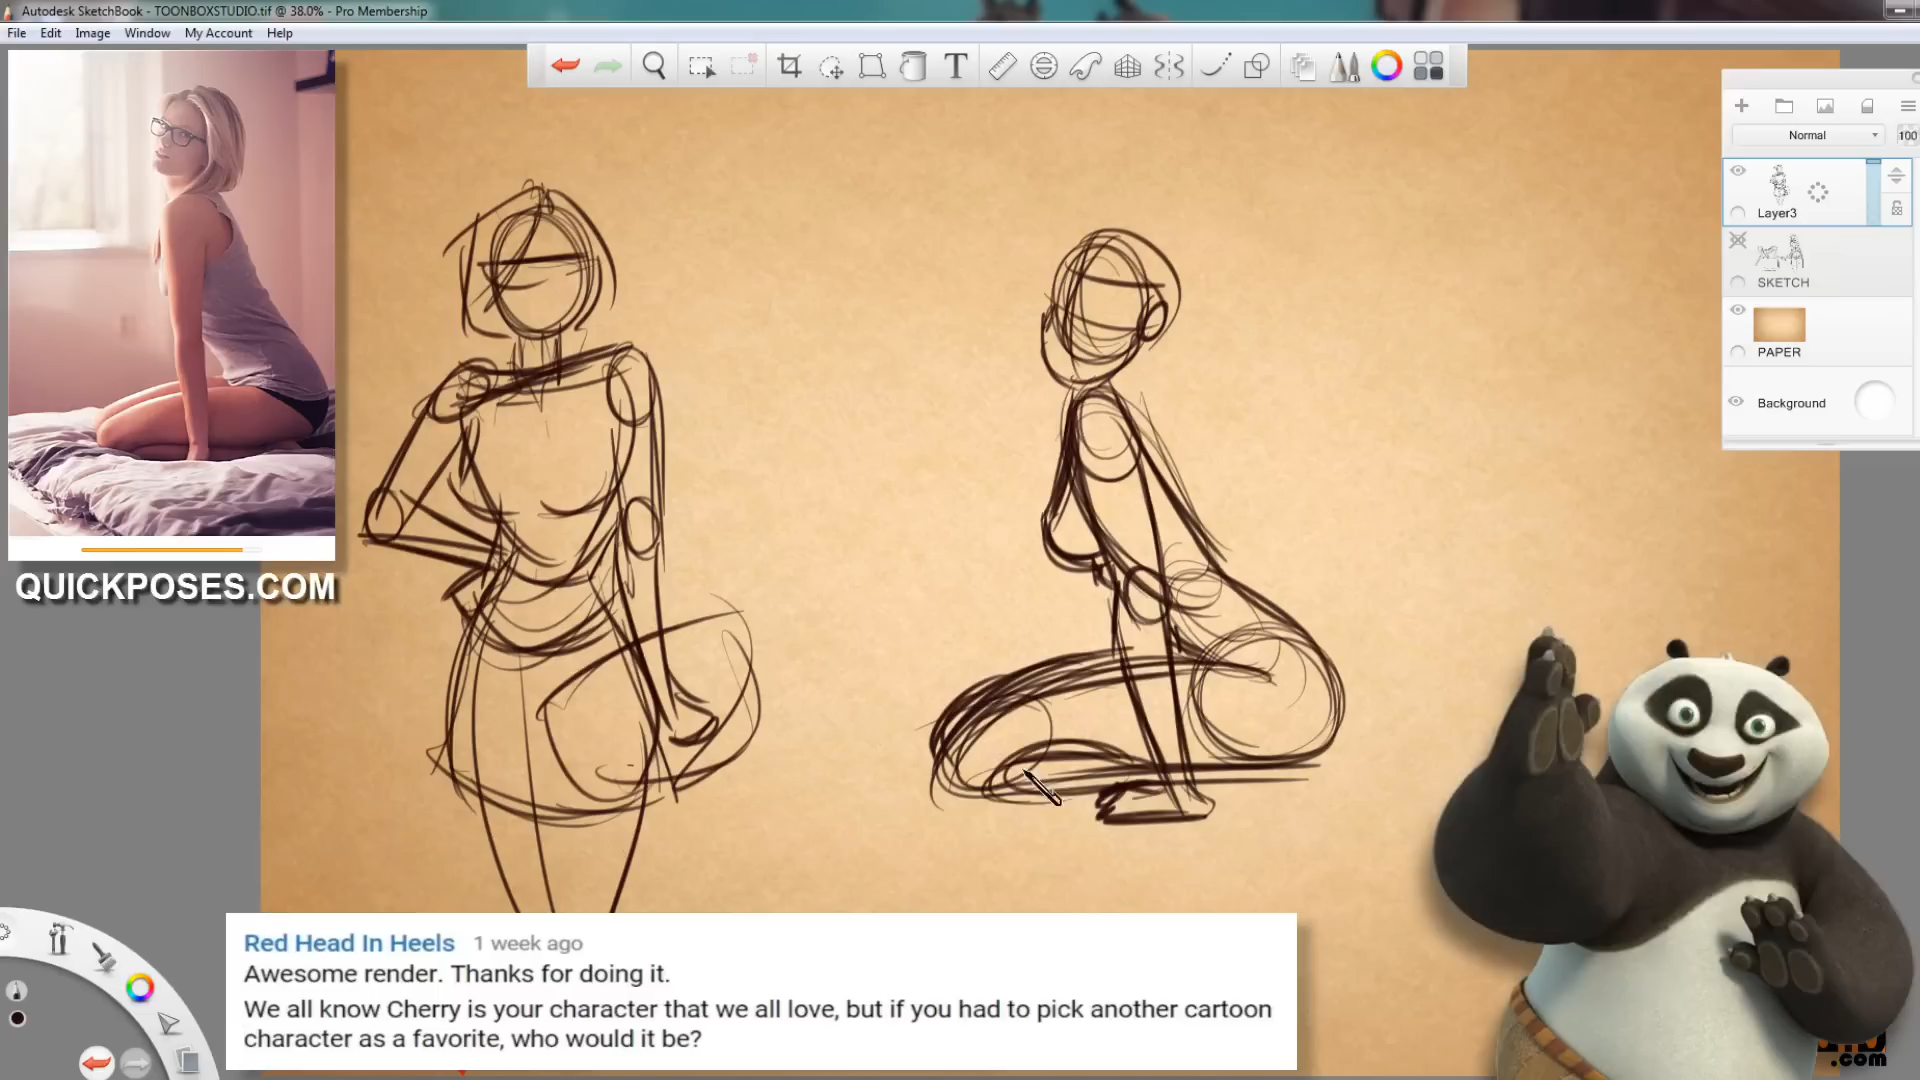 Autodesk SketchBook - TOONBOXSTUDIO.tif @ 38.0% - Pro Membership
File Edit Image Window My Account Help
T
Normal 100
Layer3
SKETCH
PAPER
Background
QUICKPOSES.COM
Red Head In Heels 1 week ago
Awesome render. Thanks for doing it.
We all know Cherry is your character that we all love, but if you had to pick another cartoon
character as a favorite, who would it be?
.com